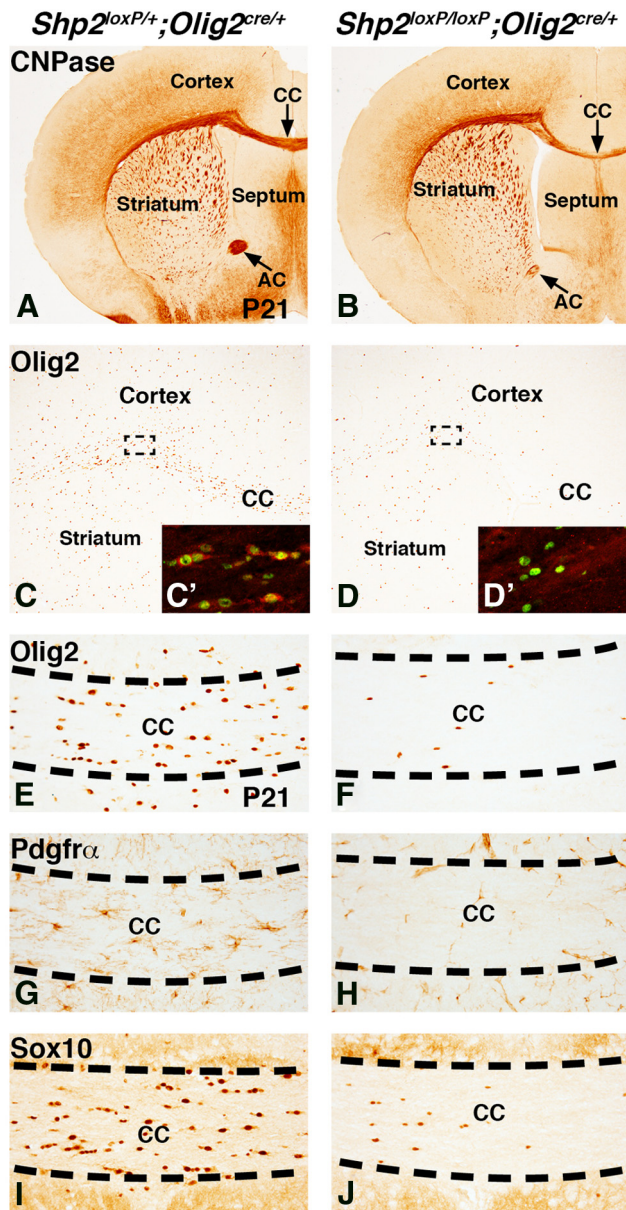 Shp2loxP/+;Olig2cre/+
Shp2loxP/loxP;Olig2cre/+
CNPase
Cortex
CC
Striatum
Septum
AC
A
P21
Cortex
CC
Striatum
Septum
AC
B
Olig2
Cortex
CC
Striatum
C
C'
Cortex
CC
Striatum
D
D'
Olig2
CC
E
P21
CC
F
Pdgfrα
CC
G
CC
H
Sox10
CC
I
CC
J